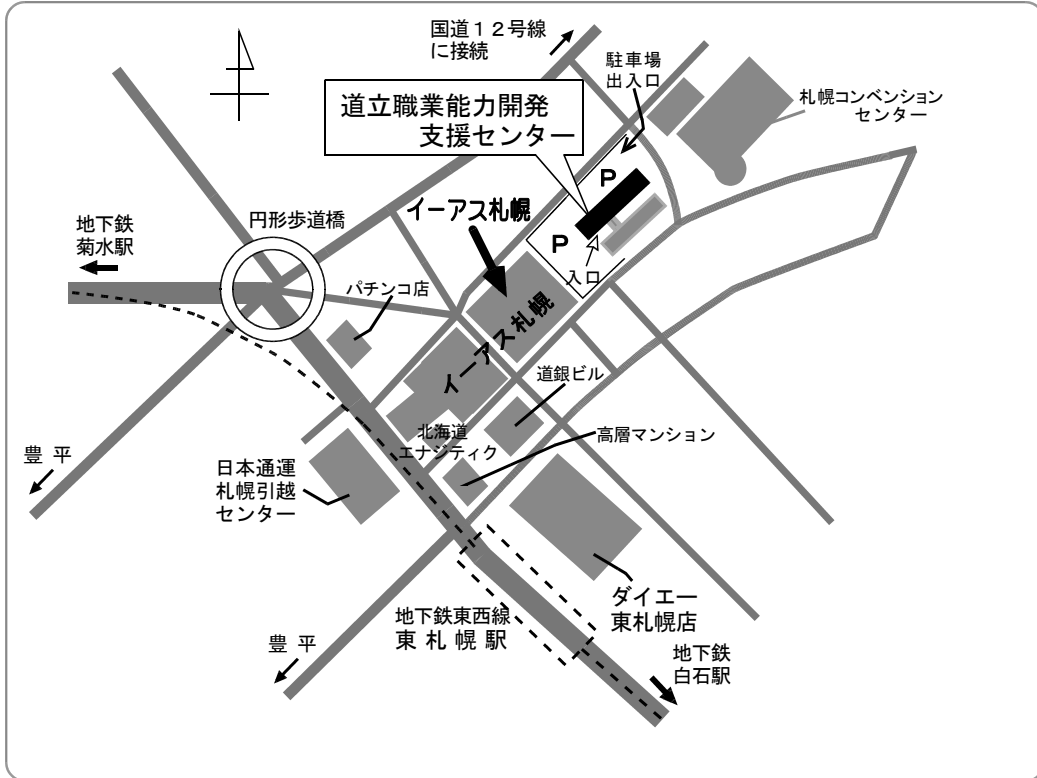 国道12号線
に接続
駐車場
出入口
道立職業能力開発
支援センター
札幌コンベンション
センター
P
イーアス札幌
円形歩道橋
地下鉄
菊水駅
P
入口
パチンコ店
イーアス札幌
道銀ビル
北海道
エナジティク
高層マンション
豊平
日本通運
札幌引越
センター
ダイエー
東札幌店
地下鉄東西線
東札幌駅
豊平
地下鉄
白石駅